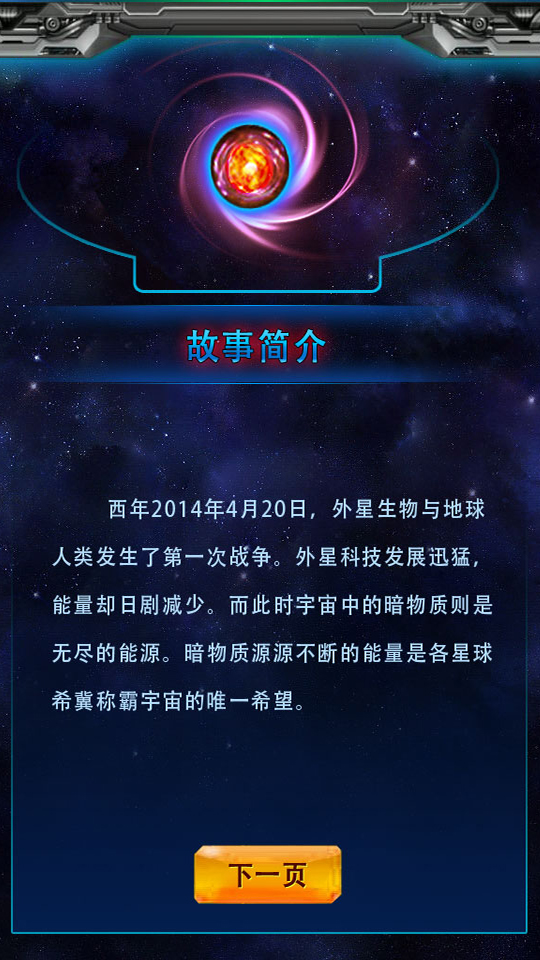 故事简介
西年2014年4月20日，外星生物与地球
人类发生了第一次战争。外星科技发展迅猛，
能量却日剧减少。而此时宇宙中的暗物质则是
无尽的能源。暗物质源源不断的能量是各星球
希冀称霸宇宙的唯一希望。
下一页